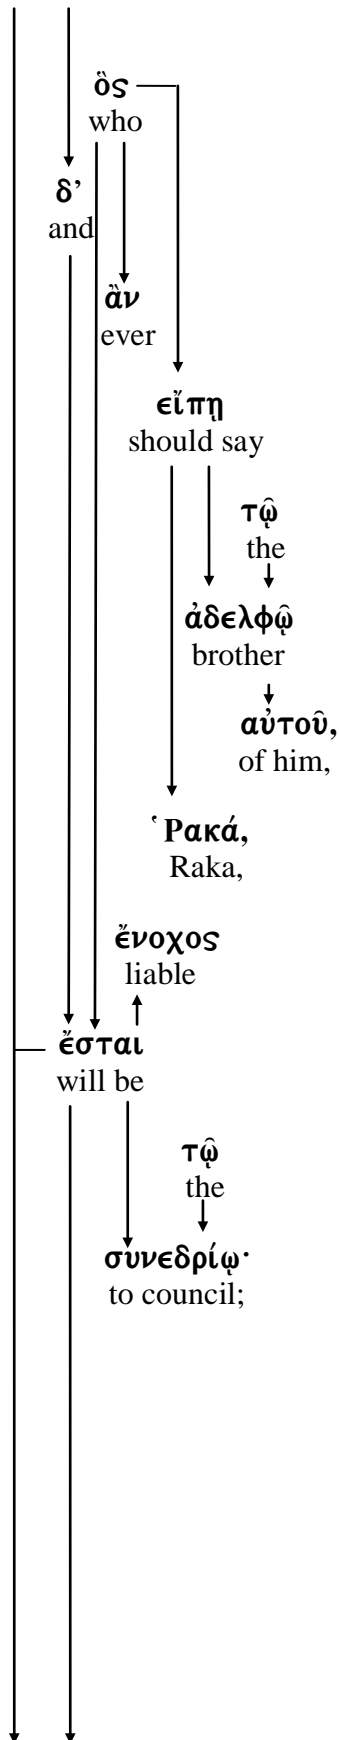 ὃς
who
δ’
and
ἂν
ever
εἴπῃ
should say
τῷ
the
ἀδελφῷ
brother
αὐτοῦ,
of him,
Ῥακά,
Raka,
ἔνοχος
liable
ἔσται
will be
τῷ
the
συνεδρίῳ·
to council;